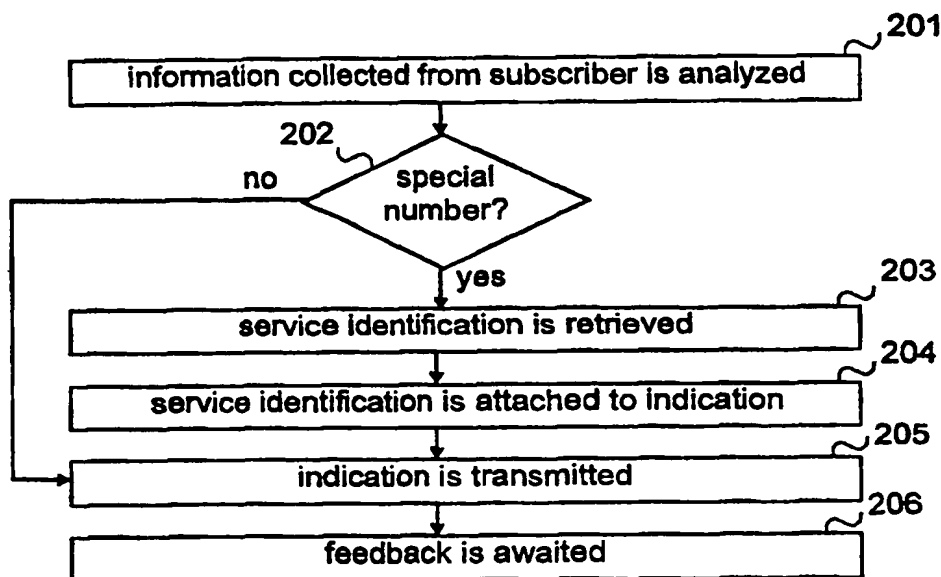 201
information collected from subscriber is analyzed
202
no
special
number?
yes
203
service identification is retrieved
204
service identification is attached to indication
205
indication is transmitted
206
feedback is awaited